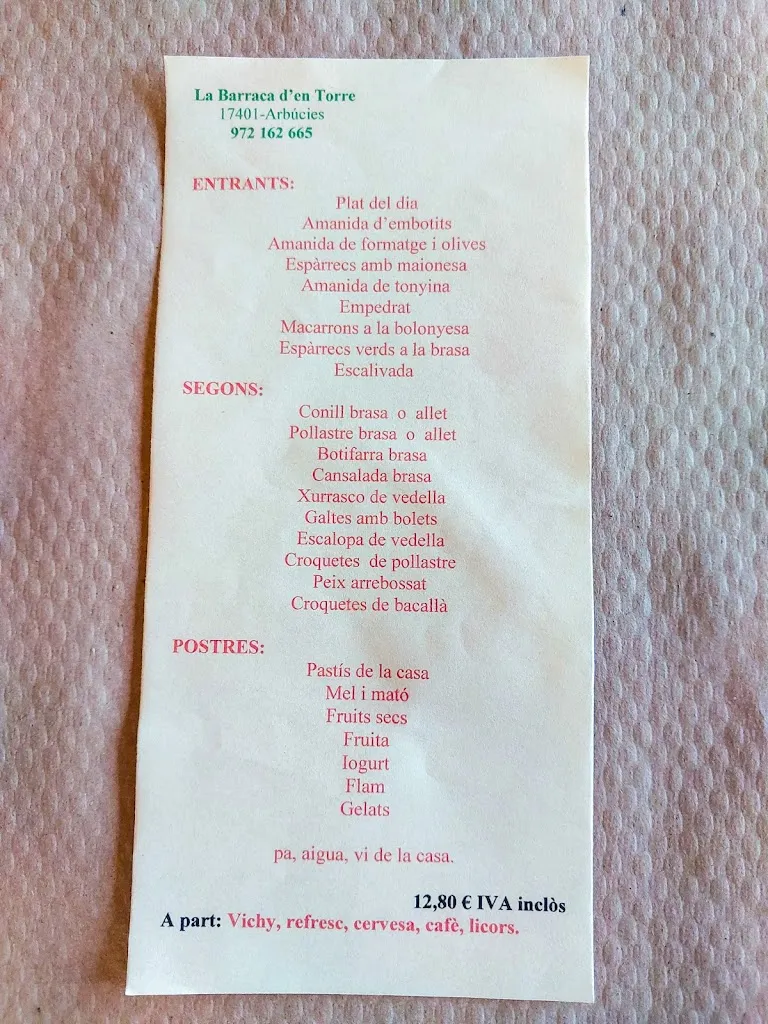 La Barraca d'en Torre
17401-Arbúcies
972 162 665
ENTRANTS:
Plat del dia
Amanida d'embotits
Amanida de formatge i olives
Espàrrecs amb maionesa
Amanida de tonyina
Empedrat
Macarrons a la bolonyesa
Espàrrecs verds a la brasa
Escalivada
SEGONS:
Conill brasa o allet
Pollastre brasa o allet
Botifarra brasa
Cansalada brasa
Xurrasco de vedella
Galtes amb bolets
Escalopa de vedella
Croquetes de pollastre
Peix arrebossat
Croquetes de bacallà
POSTRES:
Pastís de la casa
Mel i mató
Fruits secs
Fruita
Iogurt
Flam
Gelats
pa, aigua, vi de la casa.
12,80 € IVA inclòs
A part: Vichy, refresc, cervesa, cafè, licors.